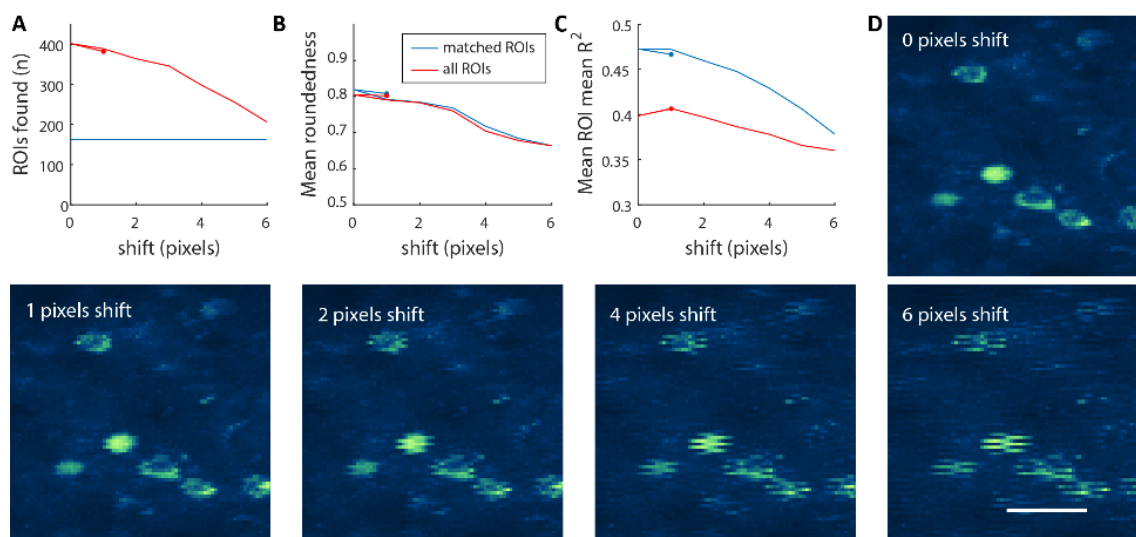 A
ROIs found (n)
400
300
200
100
0
0
2
4
6
shift (pixels)
B
Mean roundedness
0.9
0.8
0.7
0.6
0.5
0
2
4
6
shift (pixels)
matched ROIs
all ROIs
C
Mean ROI mean R²
0.5
0.45
0.4
0.35
0.3
0
2
4
6
shift (pixels)
D
0 pixels shift
1 pixels shift
2 pixels shift
4 pixels shift
6 pixels shift